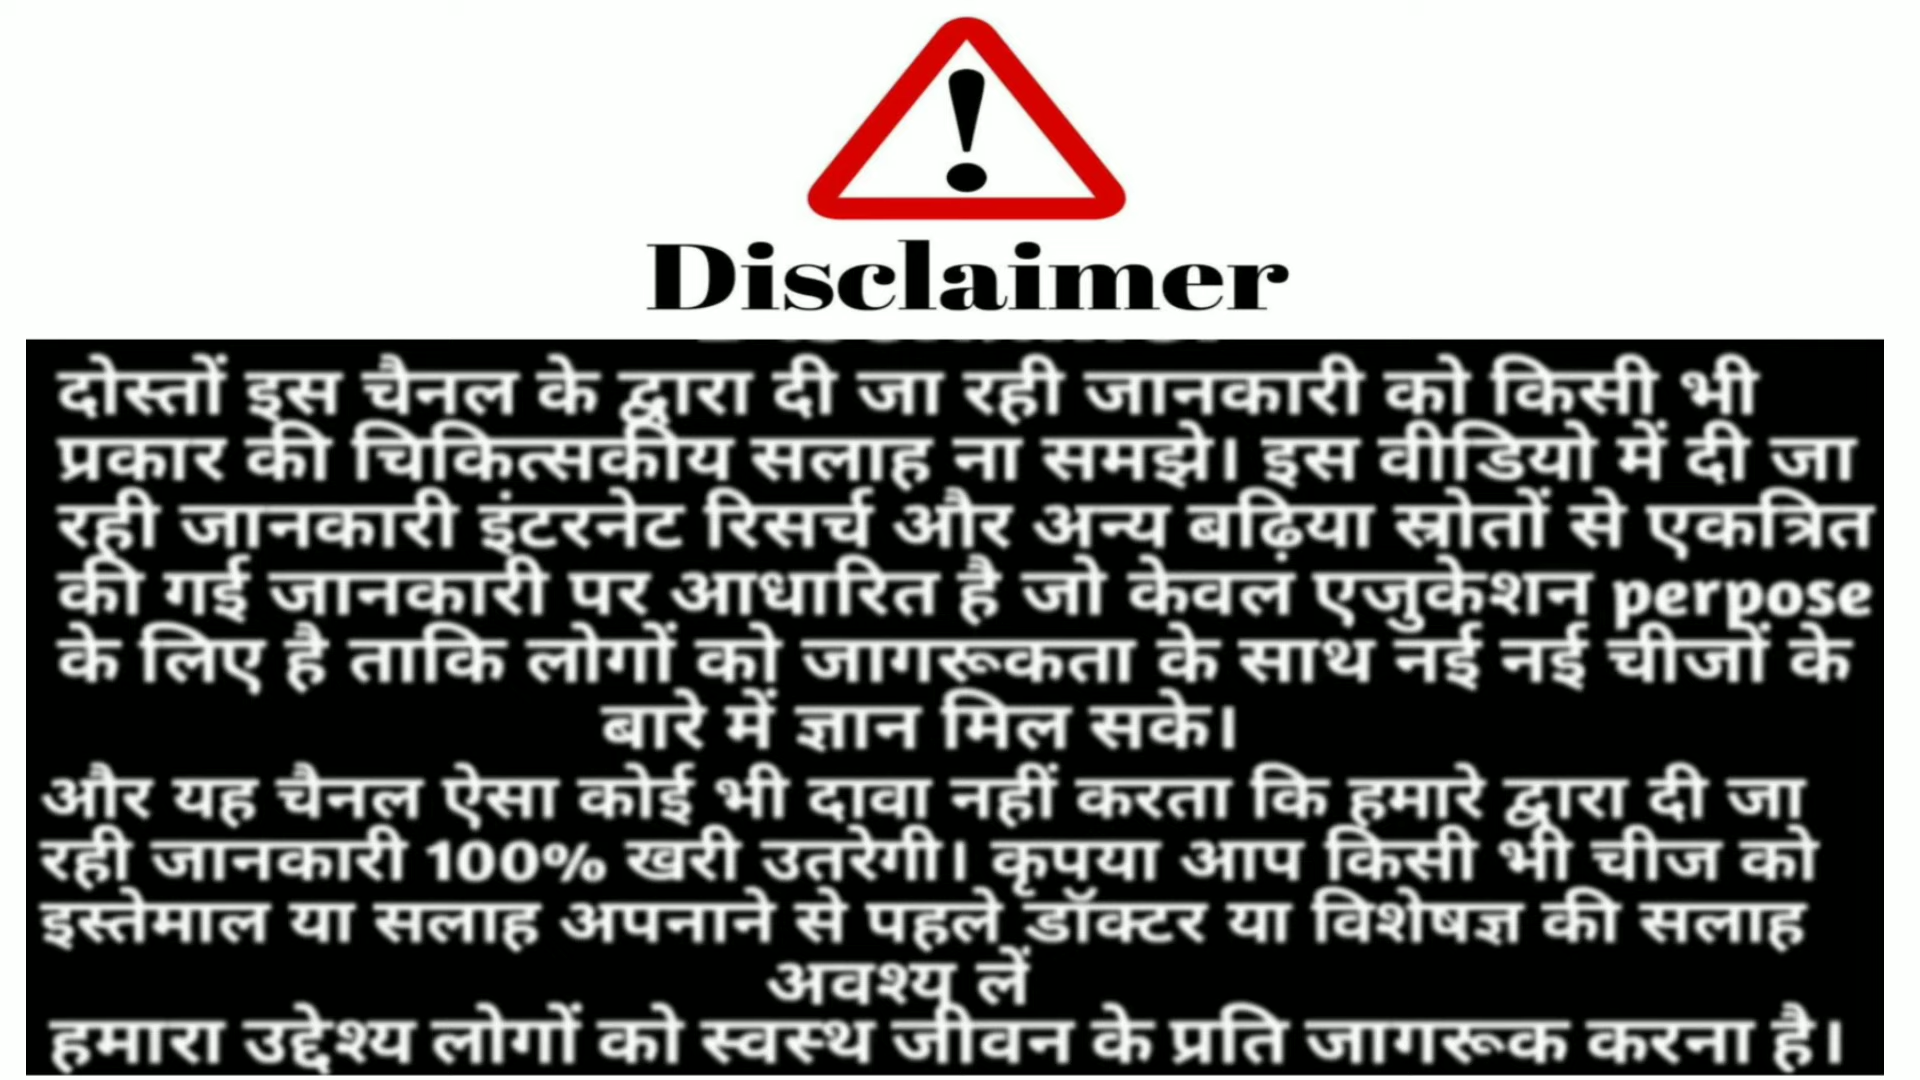 Disclaimer
दोस्तों इस चैनल के द्वारा दी जा रही जानकारी को किसी भी
प्रकार की चिकित्सकीय सलाह ना समझे। इस वीडियो में दी जा
रही जानकारी इंटरनेट रिसर्च और अन्य बढ़िया स्रोतों से एकत्रित
की गई जानकारी पर आधारित है जो केवल एजुकेशन perpose
के लिए है ताकि लोगों को जागरूकता के साथ नई नई चीजों के
बारे में ज्ञान मिल सके।
और यह चैनल ऐसा कोई भी दावा नहीं करता कि हमारे द्वारा दी जा
रही जानकारी 100% खरी उतरेगी। कृपया आप किसी भी चीज को
इस्तेमाल या सलाह अपनाने से पहले डॉक्टर या विशेषज्ञ की सलाह
अवश्य लें
हमारा उद्देश्य लोगों को स्वस्थ जीवन के प्रति जागरूक करना है।